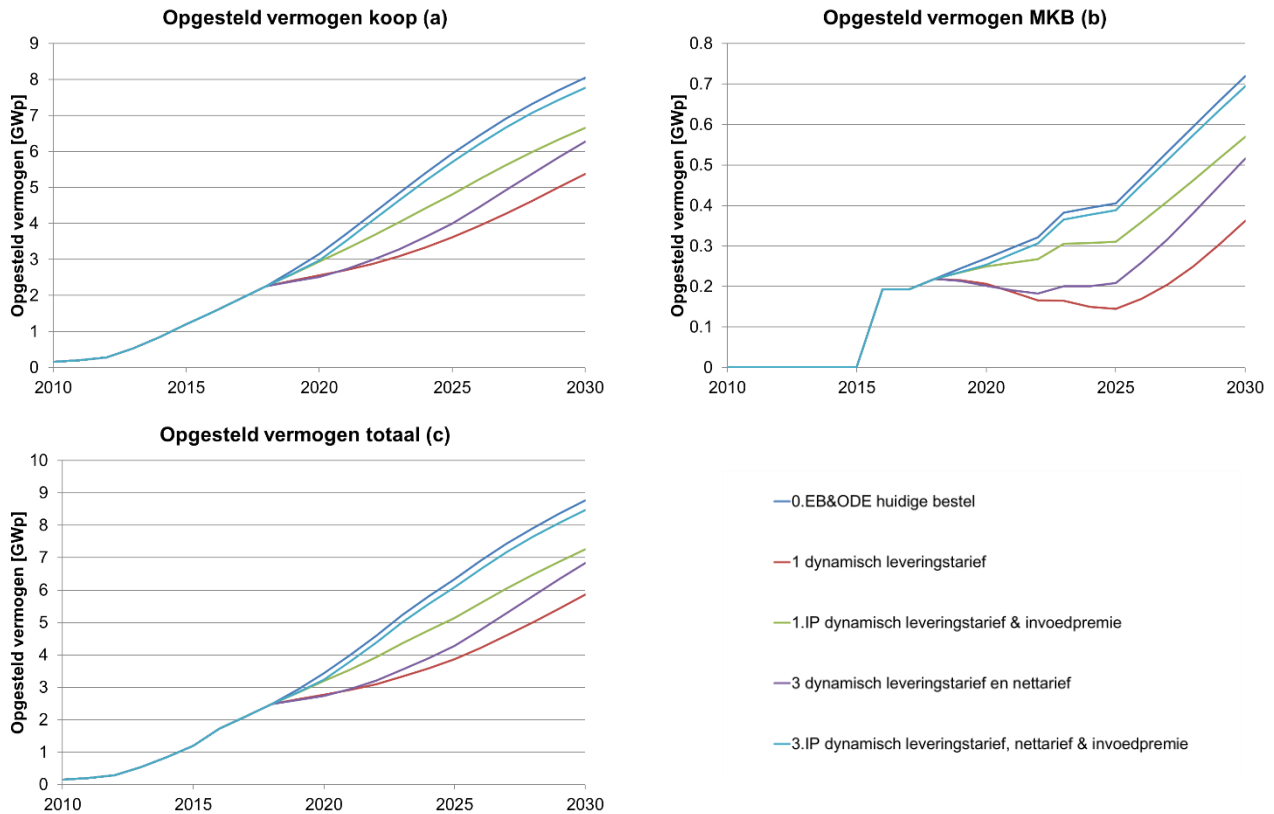 Opgesteld vermogen koop (a)
Opgesteld vermogen [GWp]
9
8
7
6
5
4
3
2
1
0
2010 2015 2020 2025 2030
Opgesteld vermogen MKB (b)
Opgesteld vermogen [GWp]
0.8
0.7
0.6
0.5
0.4
0.3
0.2
0.1
0
2010 2015 2020 2025 2030
Opgesteld vermogen totaal (c)
Opgesteld vermogen [GWp]
10
9
8
7
6
5
4
3
2
1
0
2010 2015 2020 2025 2030
0.EB&ODE huidige bestel
1 dynamisch leveringstarief
1.IP dynamisch leveringstarief & invoedpremie
3 dynamisch leveringstarief en nettarief
3.IP dynamisch leveringstarief, nettarief & invoedpremie